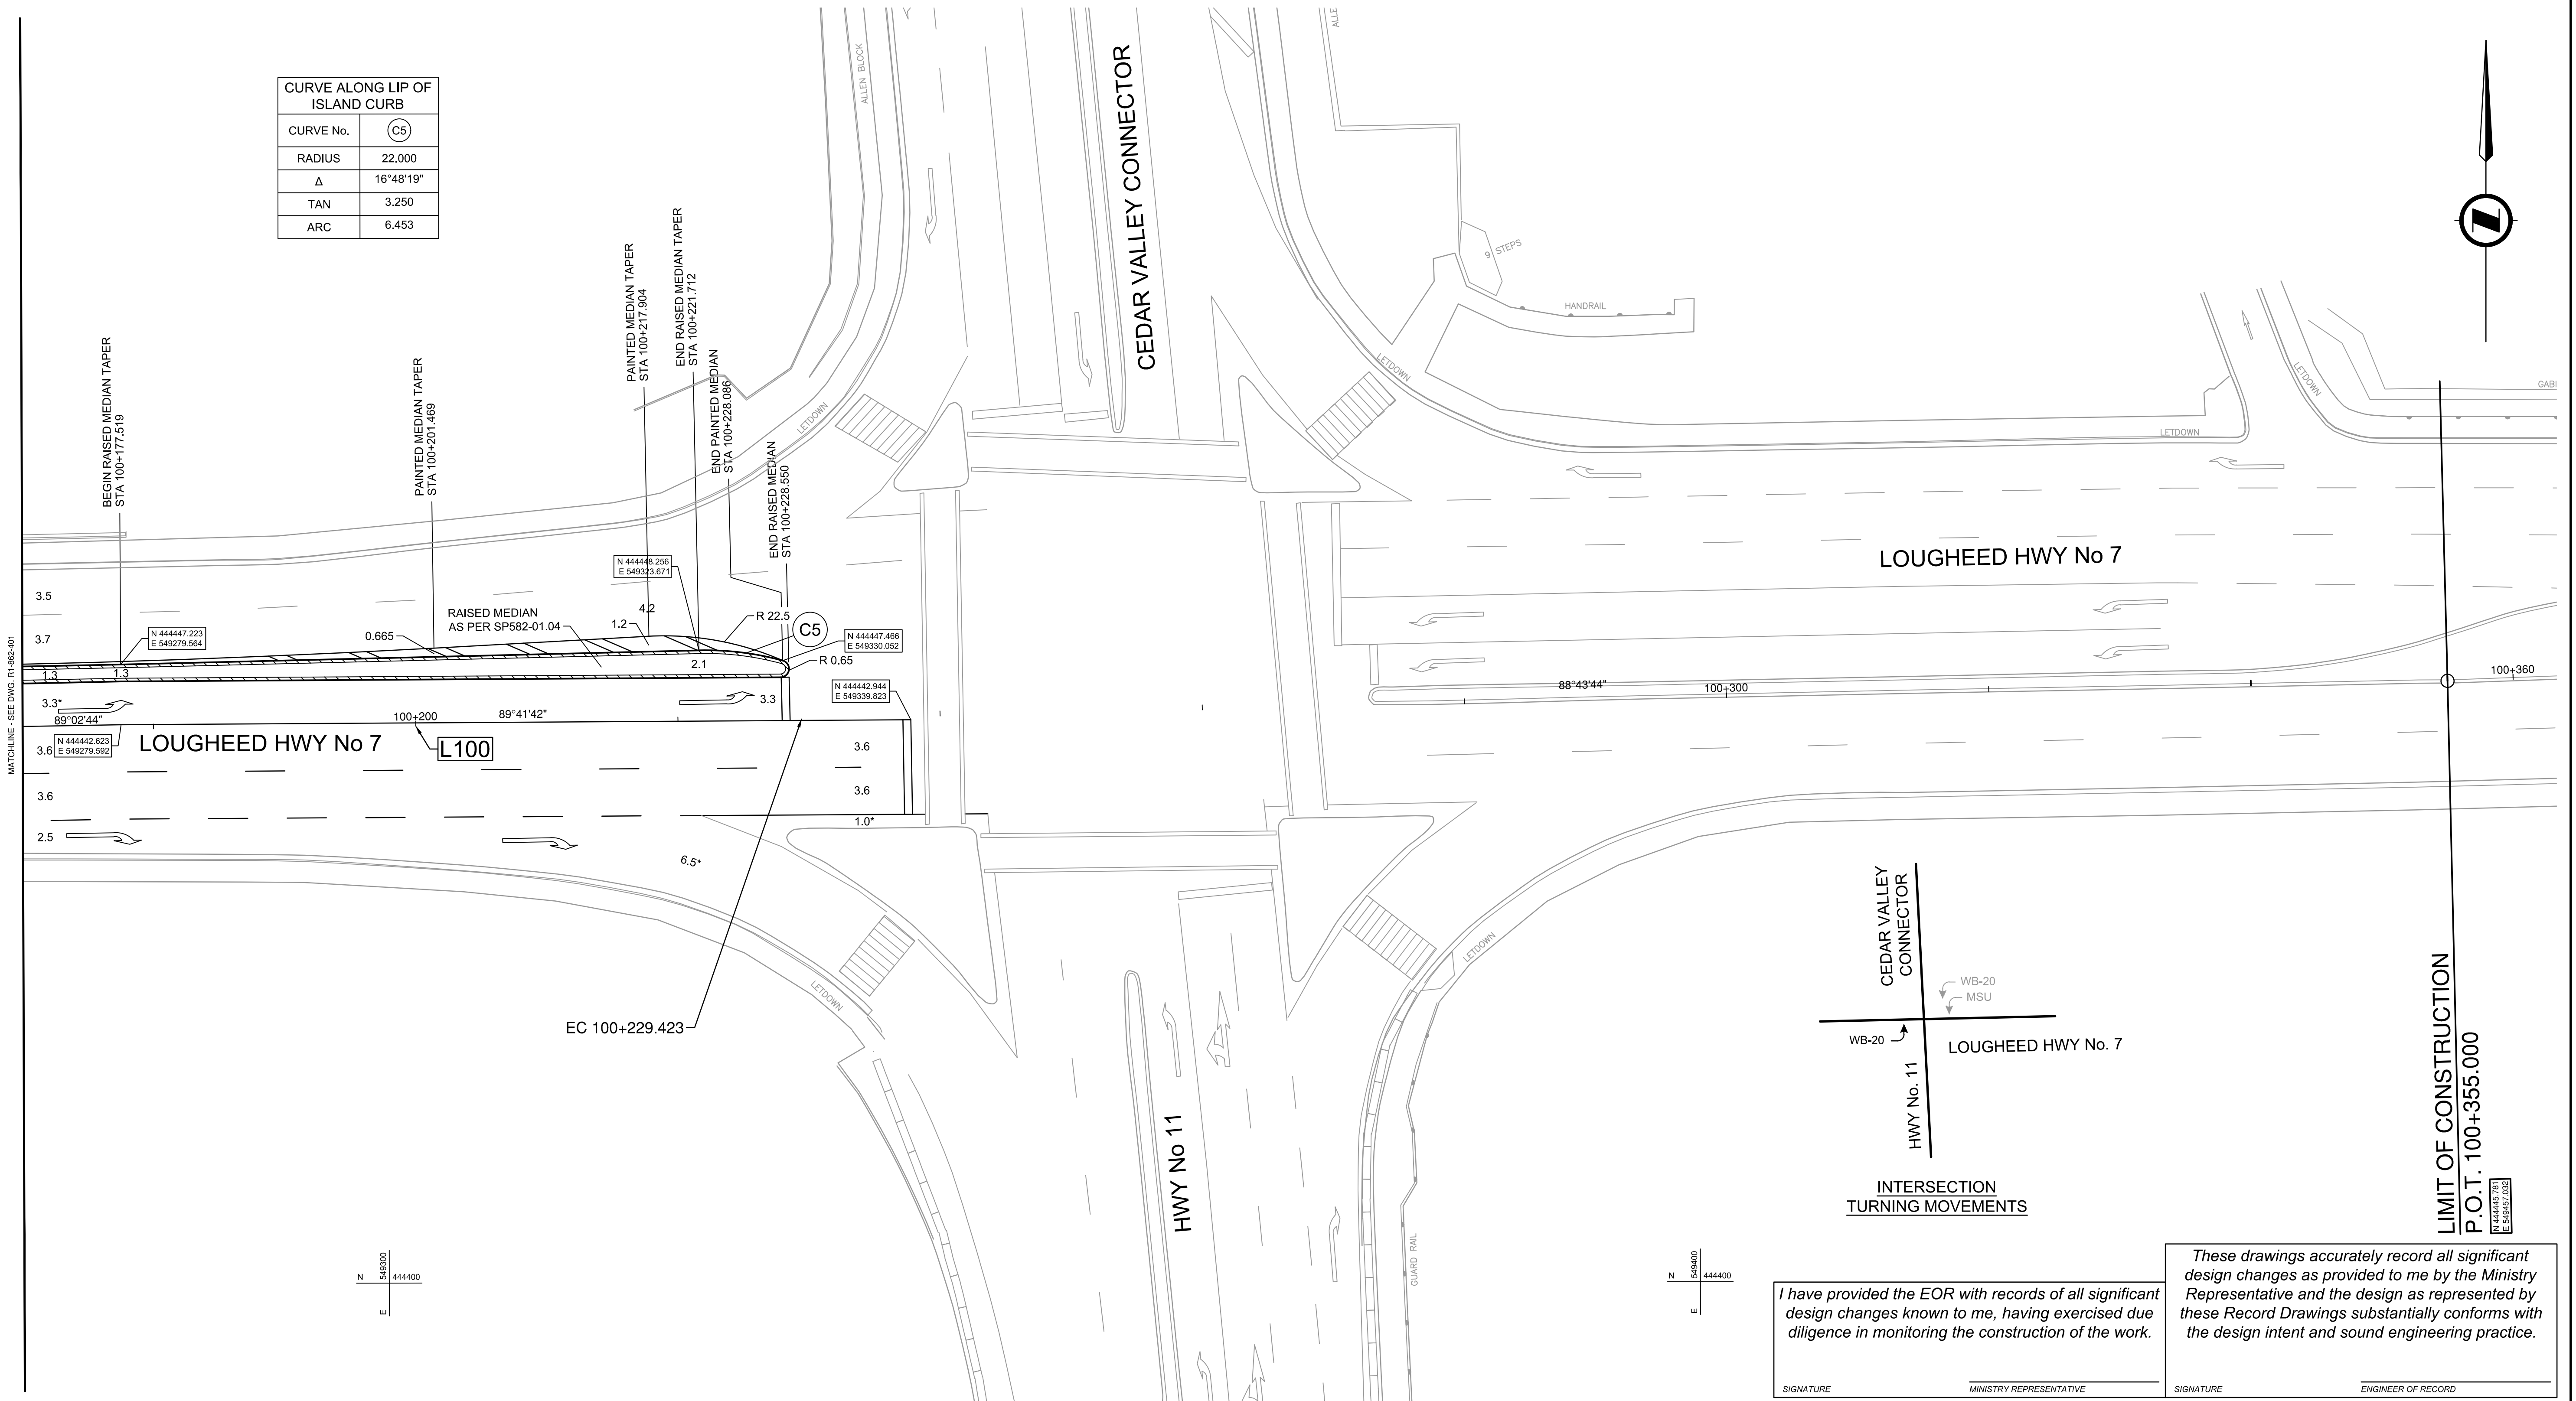 CURVE ALONG LIP OF
ISLAND CURB
CURVE No. C5
RADIUS 22.000
Δ 16°48'19"
TAN 3.250
ARC 6.453
ALLEN BLOCK
CEDAR VALLEY CONNECTOR
9 STEPS
HANDRAIL
LETDOWN
LETDOWN
LETDOWN
LETDOWN
BEGIN RAISED MEDIAN TAPER
STA 100+177.519
PAINTED MEDIAN TAPER
STA 100+201.469
PAINTED MEDIAN TAPER
STA 100+217.904
END RAISED MEDIAN TAPER
STA 100+221.712
END PAINTED MEDIAN
STA 100+228.086
END RAISED MEDIAN
STA 100+228.550
N 444448.256
E 549323.671
LOUGHEED HWY No 7
3.5
3.7
N 444447.223
E 549279.564
0.665
RAISED MEDIAN
AS PER SP582-01.04
4.2
1.2
R 22.5
C5
N 444447.466
E 549330.052
R 0.65
2.1
1.3
1.3
3.3*
3.3
N 444442.944
E 549339.823
88°43'44"
100+300
100+360
89°02'44"
100+200
89°41'42"
N 444442.623
E 549279.592
LOUGHEED HWY No 7
L100
3.6
3.6
3.6
3.6
2.5
1.0*
6.5*
MATCHLINE - SEE DWG. R1-862-401
LETDOWN
LETDOWN
EC 100+229.423
HWY No 11
GUARD RAIL
CEDAR VALLEY
CONNECTOR
WB-20
MSU
WB-20
LOUGHEED HWY No. 7
HWY No. 11
INTERSECTION
TURNING MOVEMENTS
LIMIT OF CONSTRUCTION
P.O.T. 100+355.000
N 444445.781
E 549457.032
N 444400
E 549300
N 444400
E 549400
I have provided the EOR with records of all significant
design changes known to me, having exercised due
diligence in monitoring the construction of the work.
SIGNATURE MINISTRY REPRESENTATIVE
These drawings accurately record all significant
design changes as provided to me by the Ministry
Representative and the design as represented by
these Record Drawings substantially conforms with
the design intent and sound engineering practice.
SIGNATURE ENGINEER OF RECORD